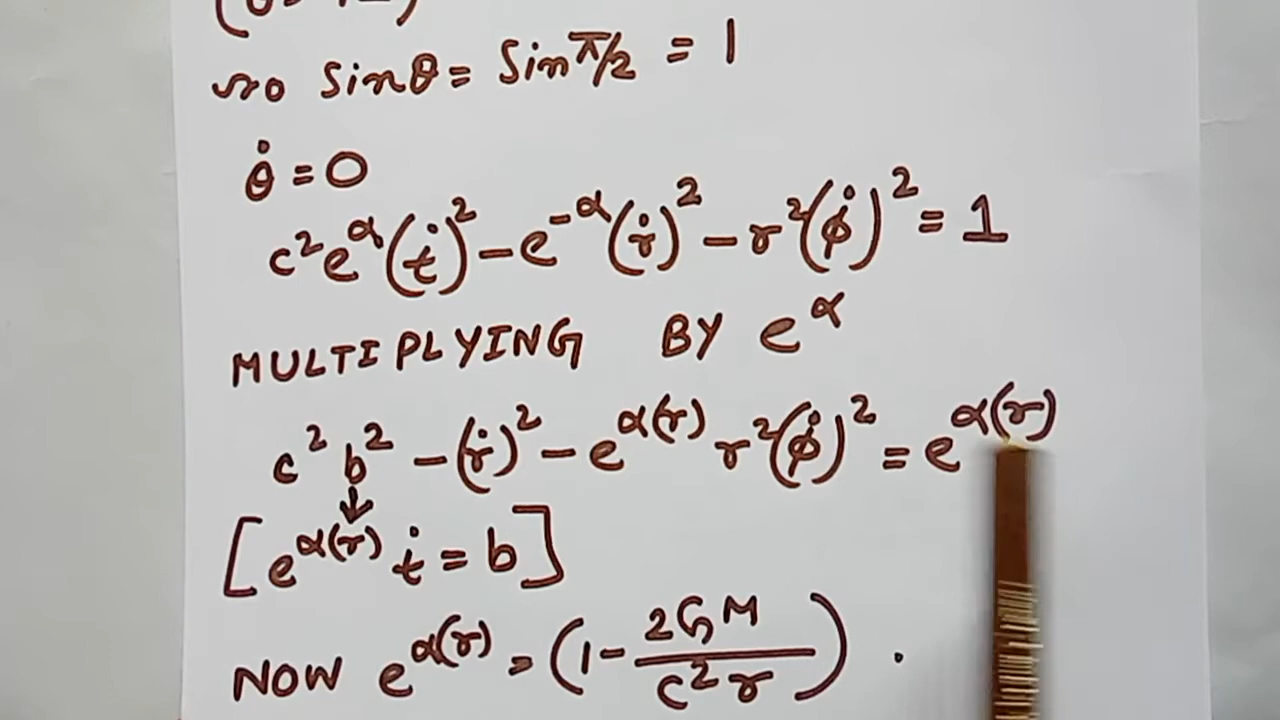 so Sinθ = Sin π/2 = 1
θ̇ = 0
c²e^α(ṫ)² − e^−α(ṙ)² − r²(φ̇)² = 1
MULTIPLYING BY e^α
c²b² − (ṙ)² − e^α(r) r²(φ̇)² = e^α(r)
↓
[e^α(r) ṫ = b]
NOW e^α(r) = (1 − 2GM/c²r) .